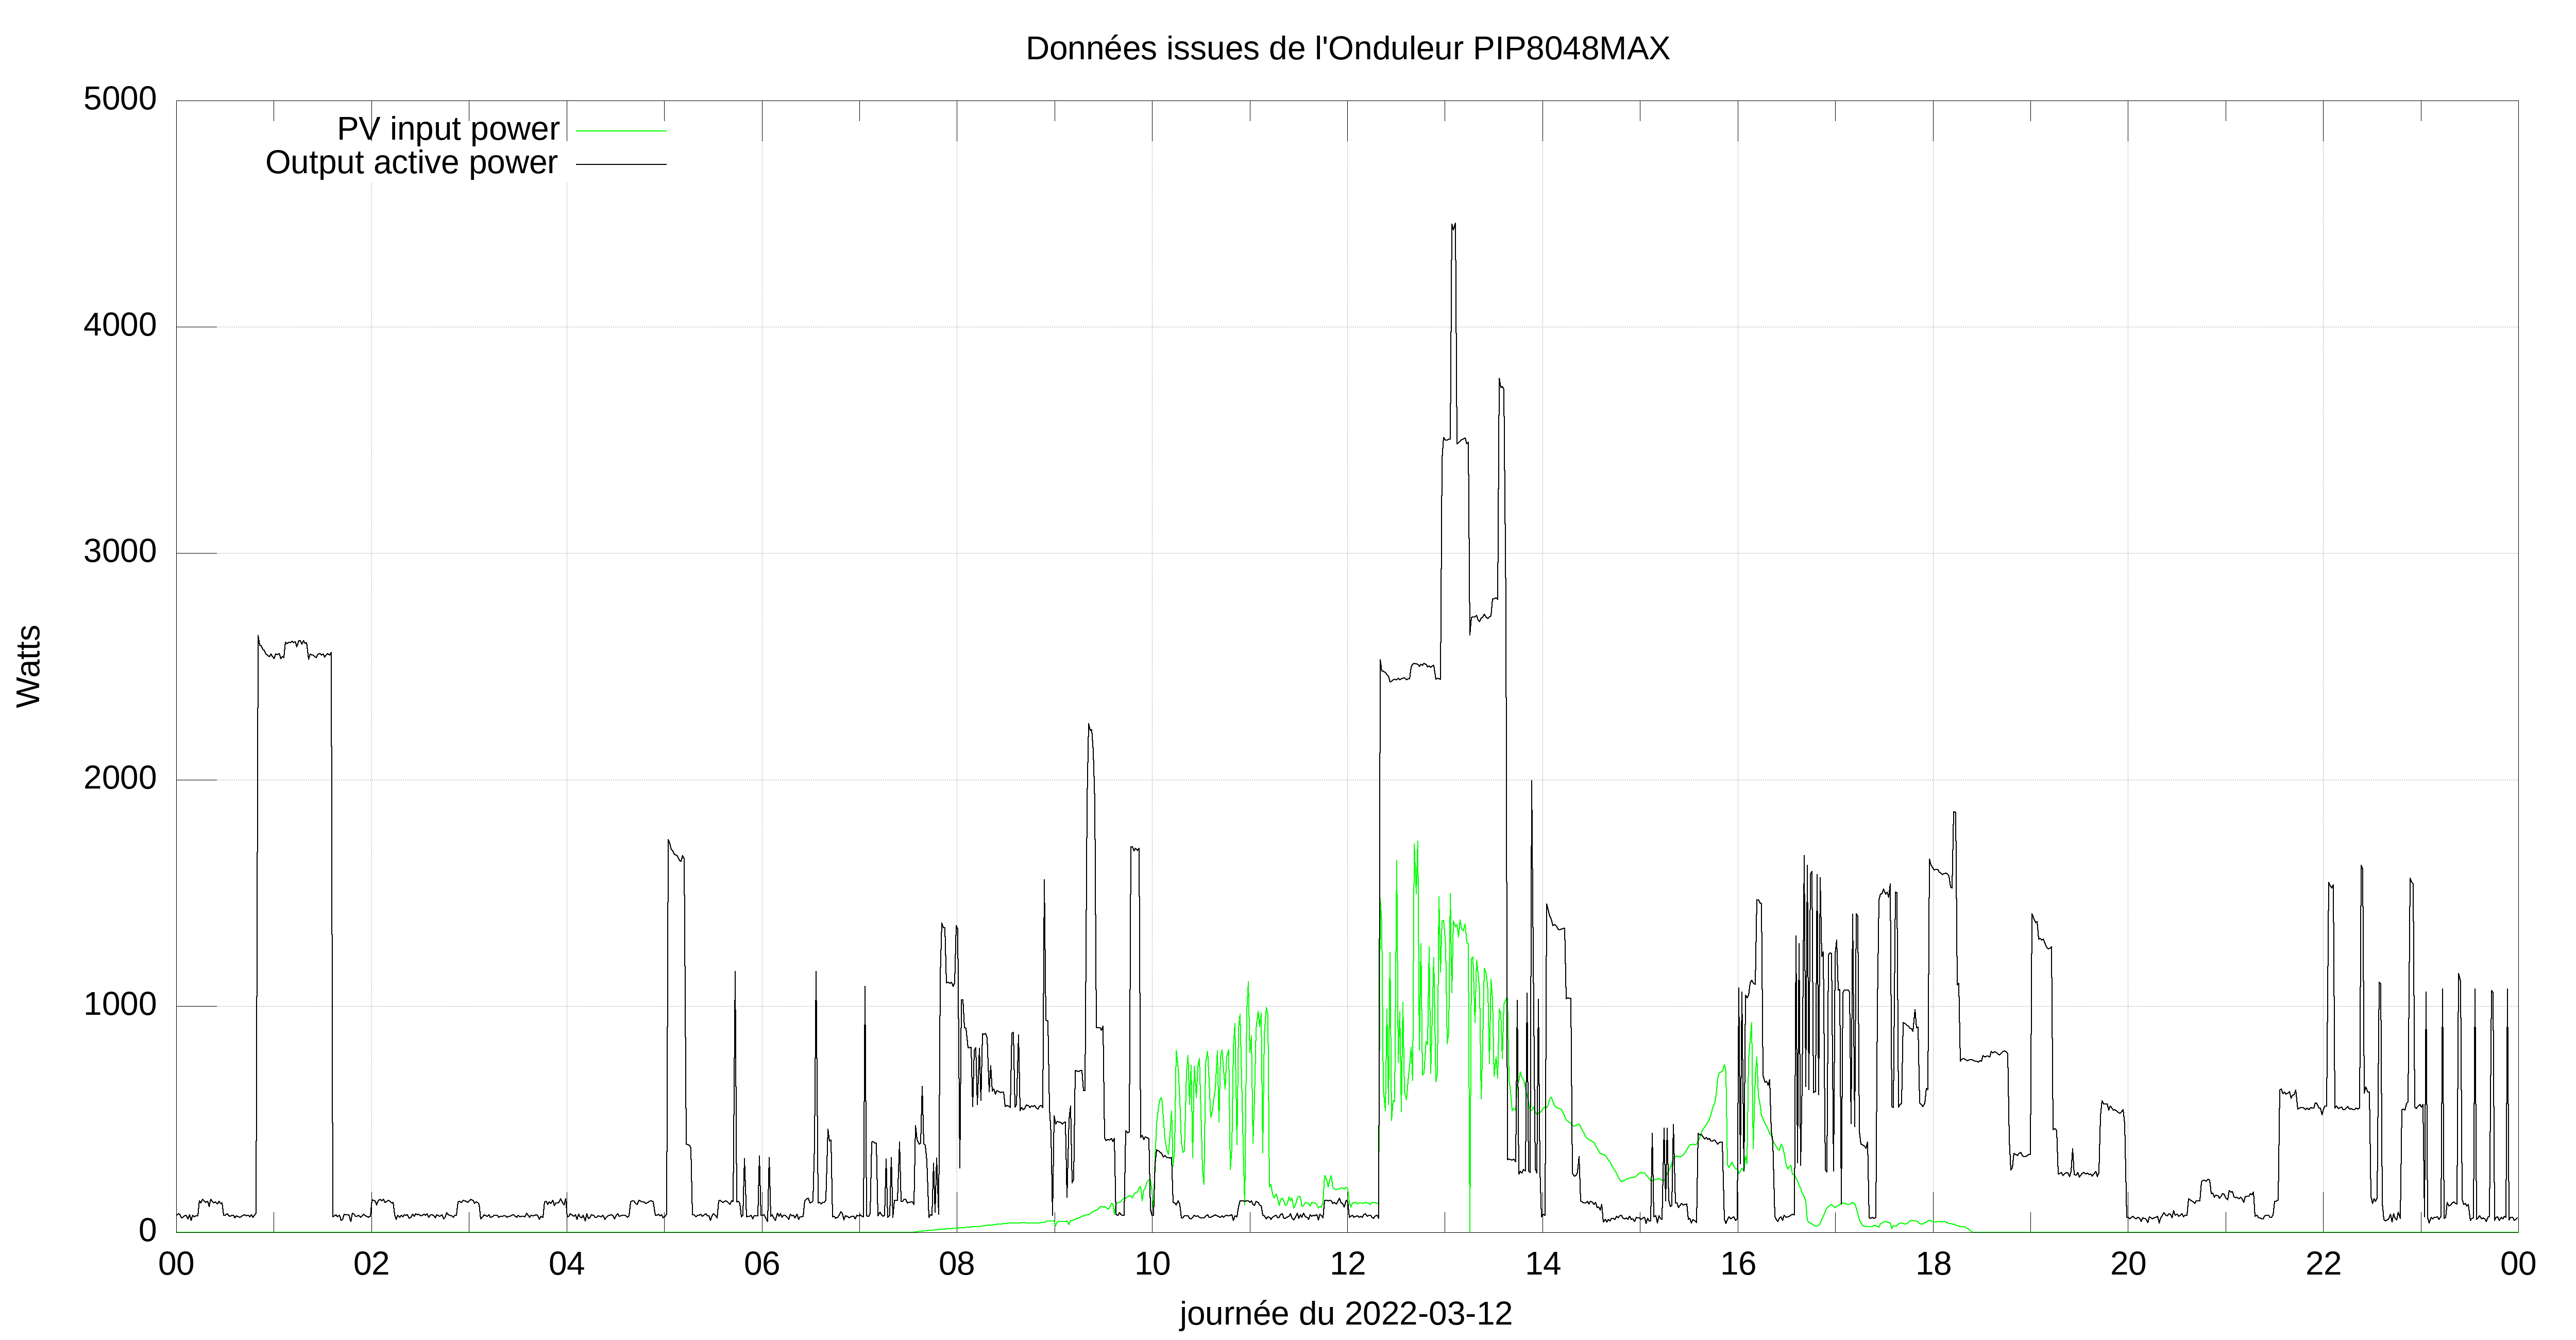 Données issues de l'Onduleur PIP8048MAX
5000
PV input power
Output active power
4000
3000
Watts
2000
1000
0
00 02 04 06 08 10 12 14 16 18 20 22 00
journée du 2022-03-12